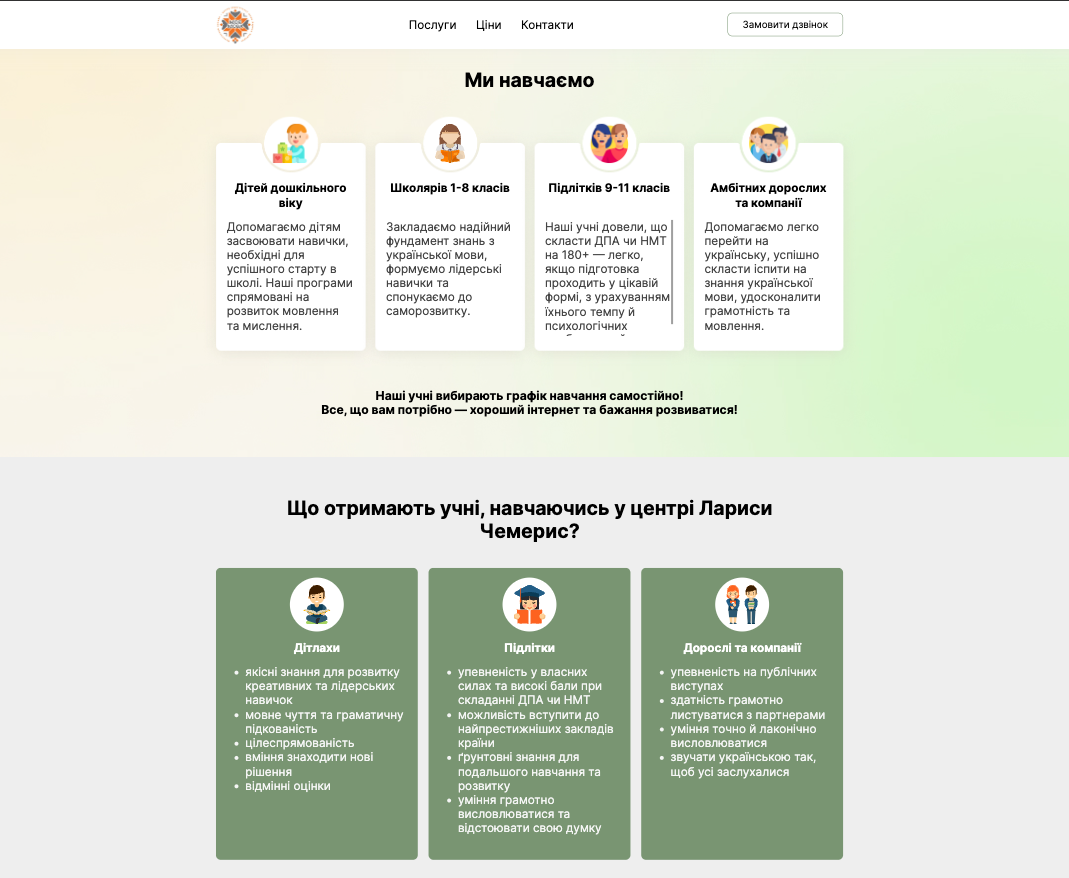 Послуги Ціни Контакти
Замовити дзвінок
Ми навчаємо
Дітей дошкільного
віку
Допомагаємо дітям
засвоювати навички,
необхідні для
успішного старту в
школі. Наші програми
спрямовані на
розвиток мовлення
та мислення.
Школярів 1-8 класів
Закладаємо надійний
фундамент знань з
української мови,
формуємо лідерські
навички та
спонукаємо до
саморозвитку.
Підлітків 9-11 класів
Наші учні довели, що
скласти ДПА чи НМТ
на 180+ — легко,
якщо підготовка
проходить у цікавій
формі, з урахуванням
їхнього темпу й
психологічних
Амбітних дорослих
та компанії
Допомагаємо легко
перейти на
українську, успішно
скласти іспити на
знання української
мови, удосконалити
грамотність та
мовлення.
Наші учні вибирають графік навчання самостійно!
Все, що вам потрібно — хороший інтернет та бажання розвиватися!
Що отримають учні, навчаючись у центрі Лариси
Чемерис?
Дітлахи
• якісні знання для розвитку
креативних та лідерських
навичок
• мовне чуття та граматичну
підкованість
• цілеспрямованість
• вміння знаходити нові
рішення
• відмінні оцінки
Підлітки
• упевненість у власних
силах та високі бали при
складанні ДПА чи НМТ
• можливість вступити до
найпрестижніших закладів
країни
• ґрунтовні знання для
подальшого навчання та
розвитку
• уміння грамотно
висловлюватися та
відстоювати свою думку
Дорослі та компанії
• упевненість на публічних
виступах
• здатність грамотно
листуватися з партнерами
• уміння точно й лаконічно
висловлюватися
• звучати українською так,
щоб усі заслухалися